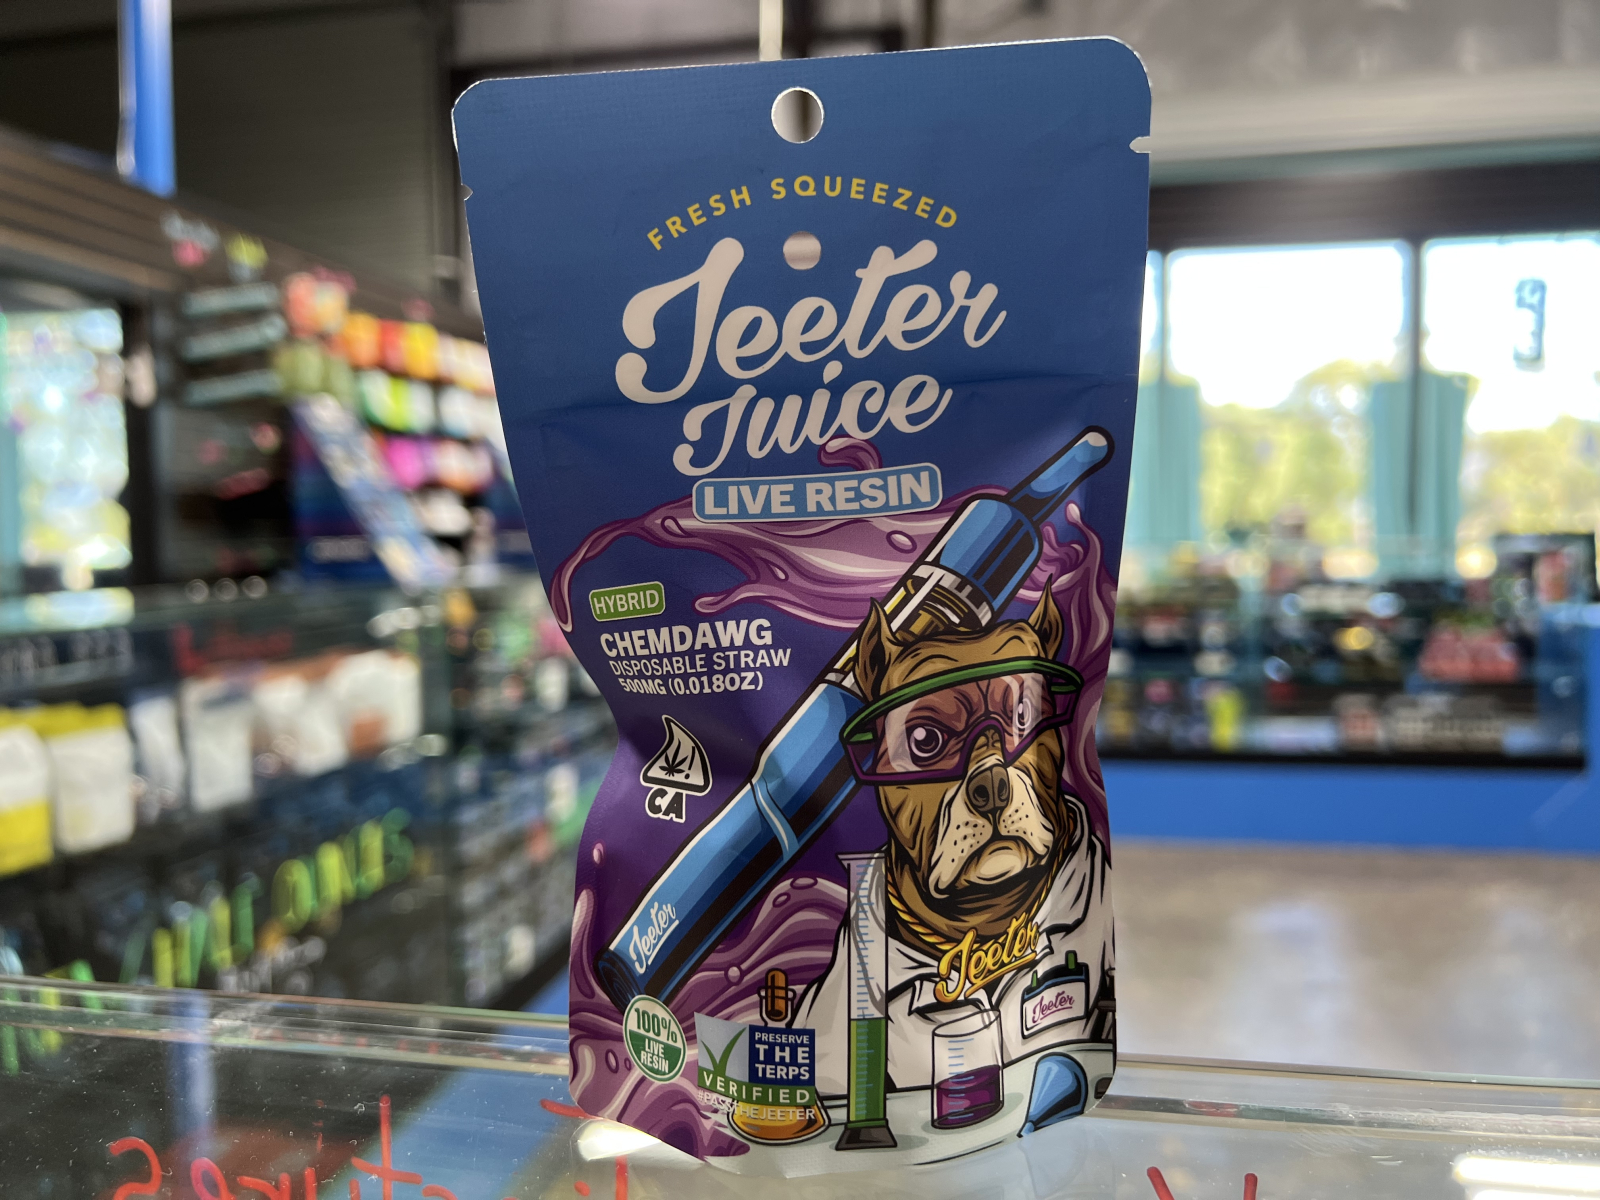 FRESH SQUEEZED
Jeeter
Juice
LIVE RESIN
HYBRID
CHEMDAWG
DISPOSABLE STRAW
500MG (0.018OZ)
!
CA
Jeeter
Jeeter
Jeeter
100%
LIVE
RESIN
PRESERVE
THE
TERPS
VERIFIED
#PASSTHEJEETER